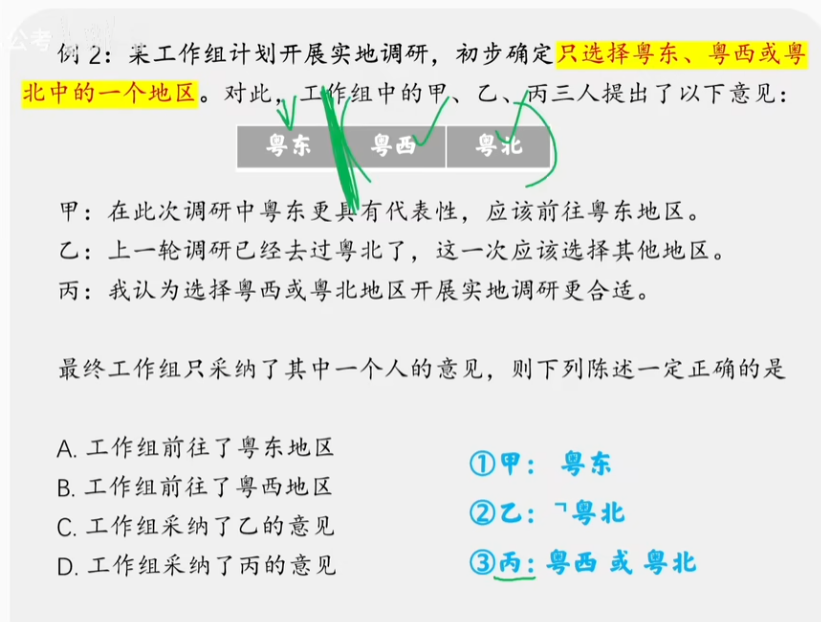 公考
例 2：某工作组计划开展实地调研，初步确定只选择粤东、粤西或粤
北中的一个地区。对此，工作组中的甲、乙、丙三人提出了以下意见：
粤东 粤西 粤北
甲：在此次调研中粤东更具有代表性，应该前往粤东地区。
乙：上一轮调研已经去过粤北了，这一次应该选择其他地区。
丙：我认为选择粤西或粤北地区开展实地调研更合适。
最终工作组只采纳了其中一个人的意见，则下列陈述一定正确的是
A. 工作组前往了粤东地区
B. 工作组前往了粤西地区
C. 工作组采纳了乙的意见
D. 工作组采纳了丙的意见
①甲： 粤东
②乙：ㄱ粤北
③丙：粤西 或 粤北